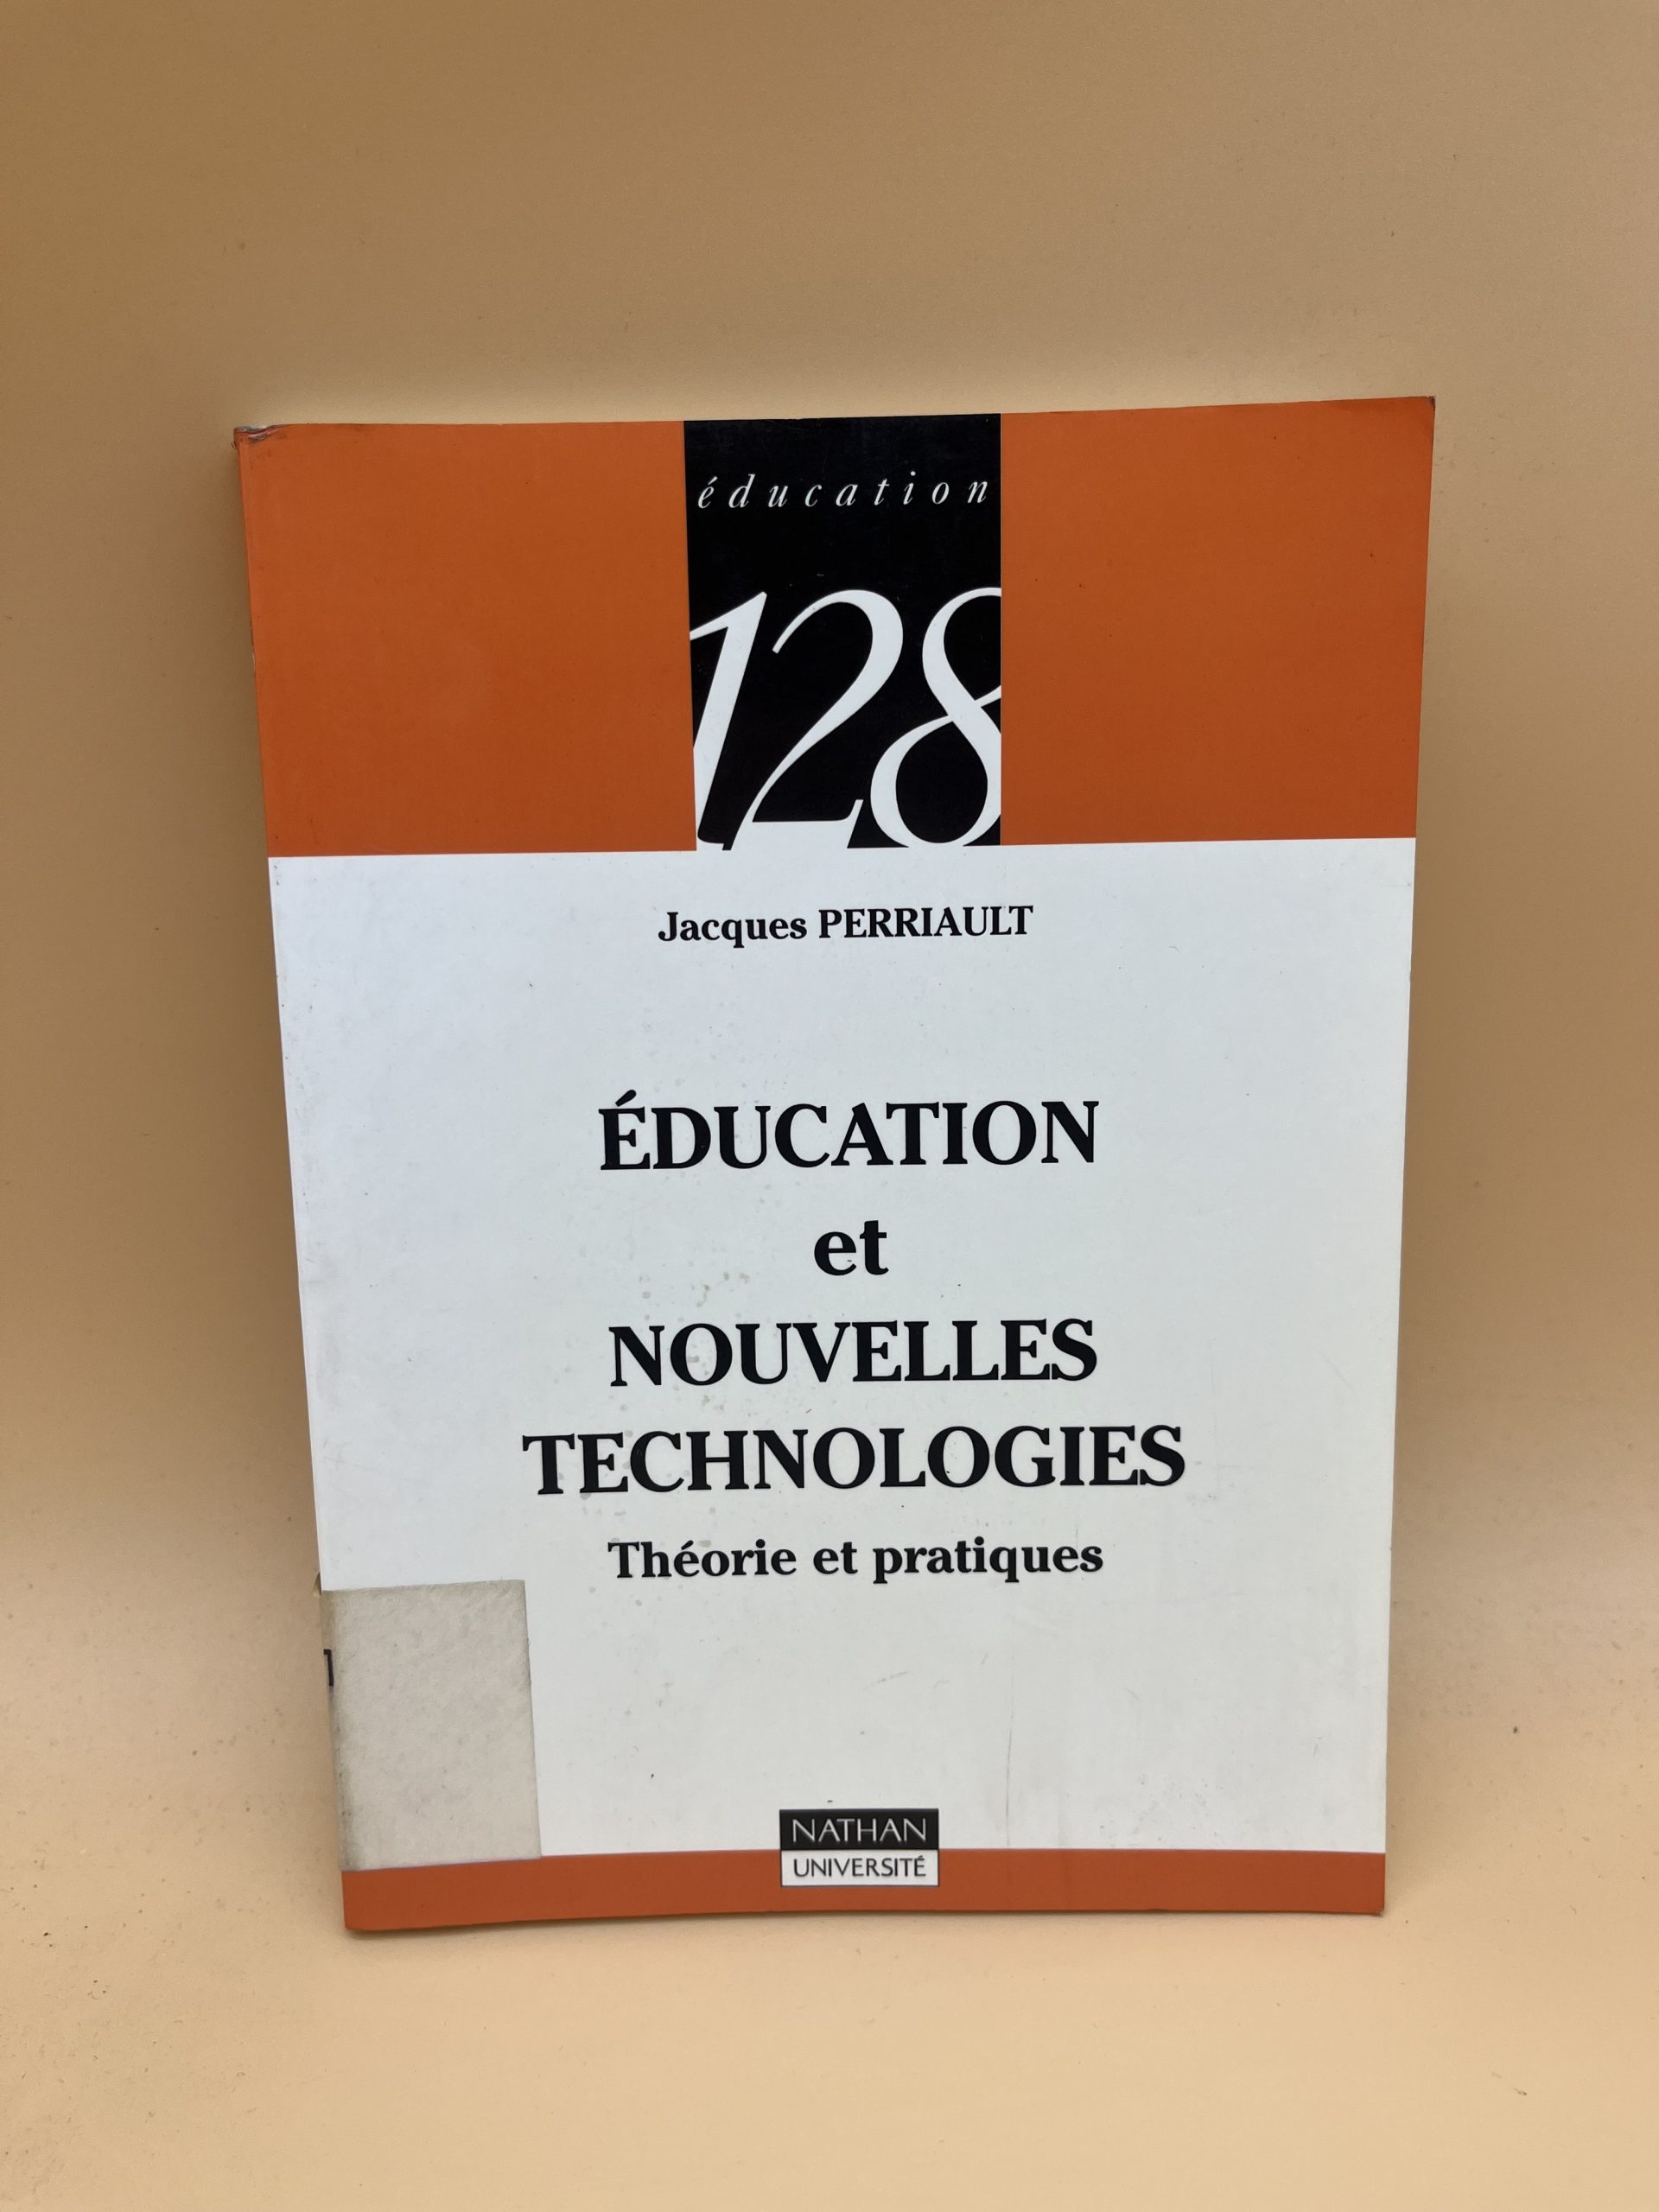 éducation
128
Jacques PERRIAULT
ÉDUCATION
et
NOUVELLES
TECHNOLOGIES
Théorie et pratiques
NATHAN
UNIVERSITÉ